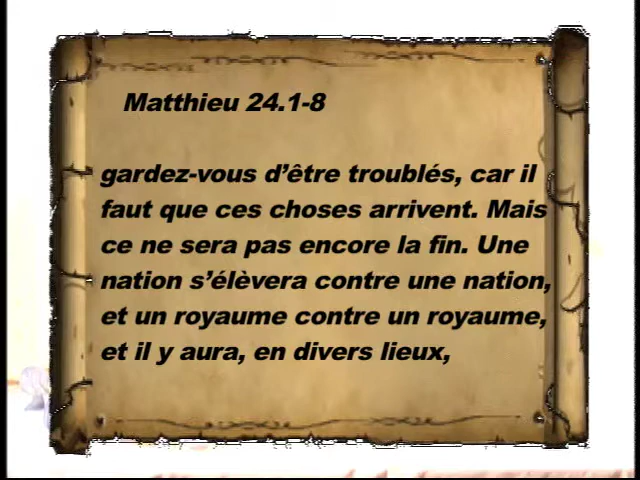 Matthieu 24.1-8
gardez-vous d'être troublés, car il
faut que ces choses arrivent. Mais
ce ne sera pas encore la fin. Une
nation s'élèvera contre une nation,
et un royaume contre un royaume,
et il y aura, en divers lieux,